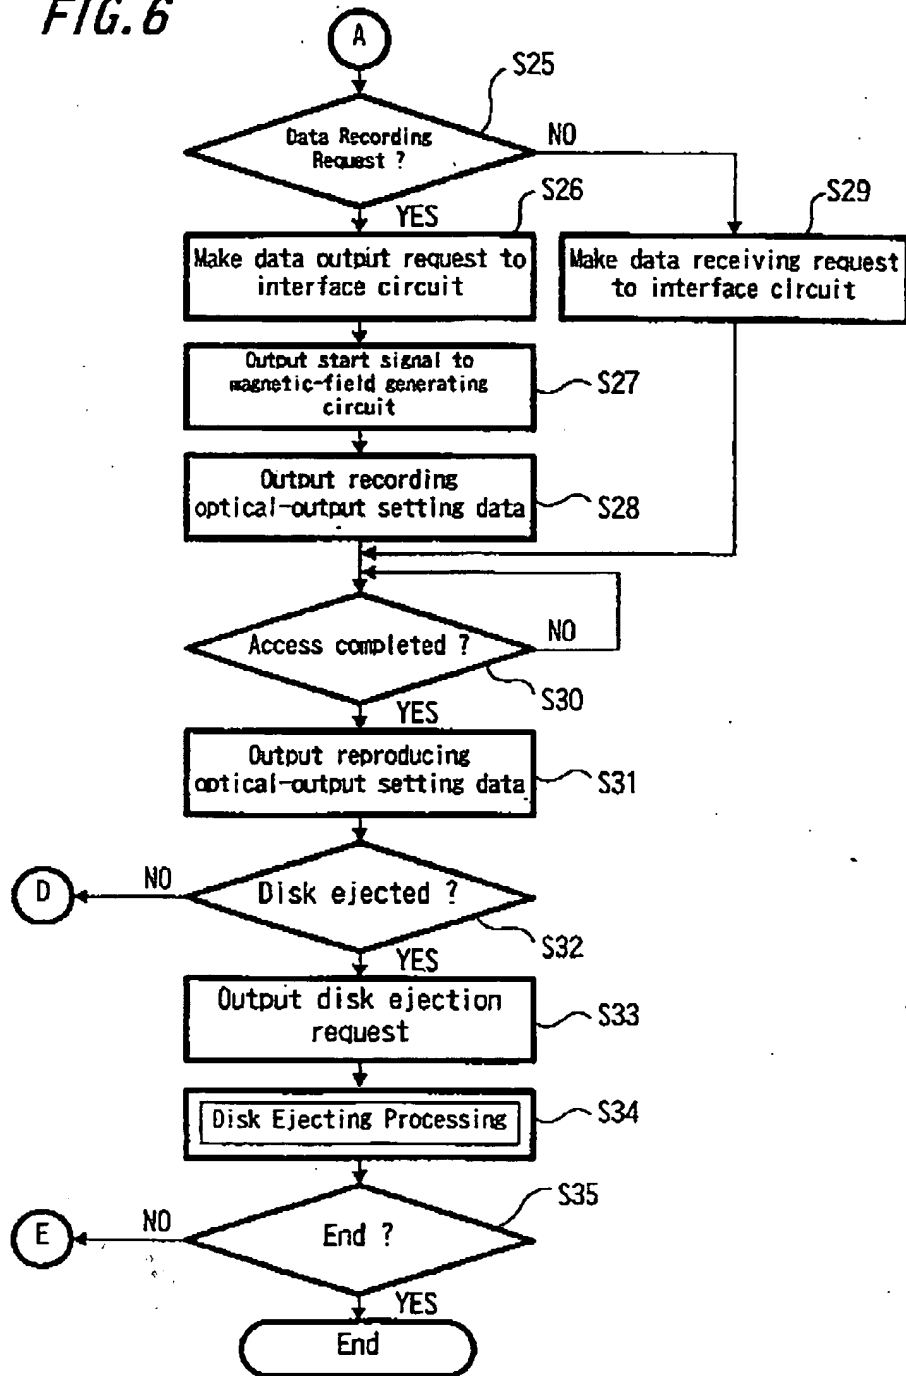 FIG. 6
A
S25
Data Recording
Request ?
NO
YES
S26
S29
Make data output request to
interface circuit
Make data receiving request
to interface circuit
Output start signal to
magnetic-field generating
circuit
S27
Output recording
optical-output setting data
S28
Access completed ?
NO
S30
YES
Output reproducing
optical-output setting data
S31
D
NO
Disk ejected ?
S32
YES
Output disk ejection
request
S33
Disk Ejecting Processing
S34
S35
E
NO
End ?
YES
End